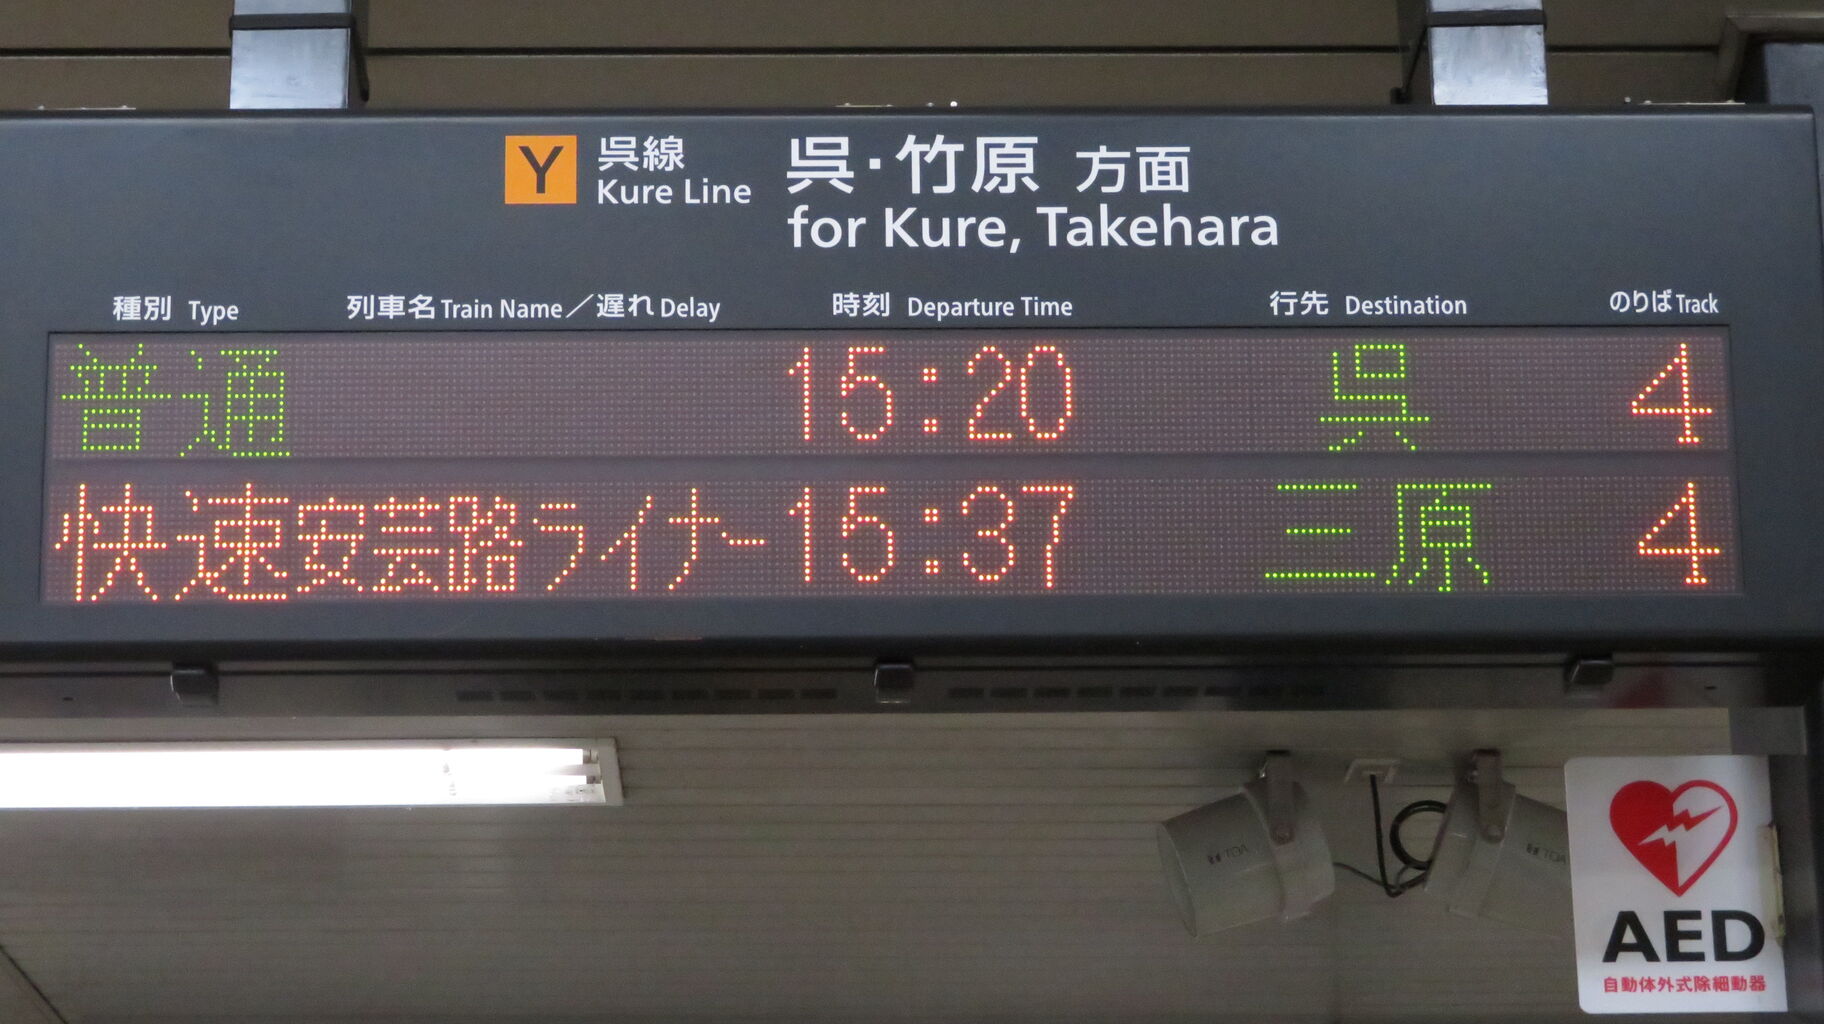 Y 呉線 呉・竹原 方面
Kure Line for Kure, Takehara
種別 Type 列車名 Train Name／遅れ Delay 時刻 Departure Time 行先 Destination のりば Track
普通 15:20 呉 4
快速 安芸路ライナー 15:37 三原 4
TOA
TOA
AED
自動体外式除細動器